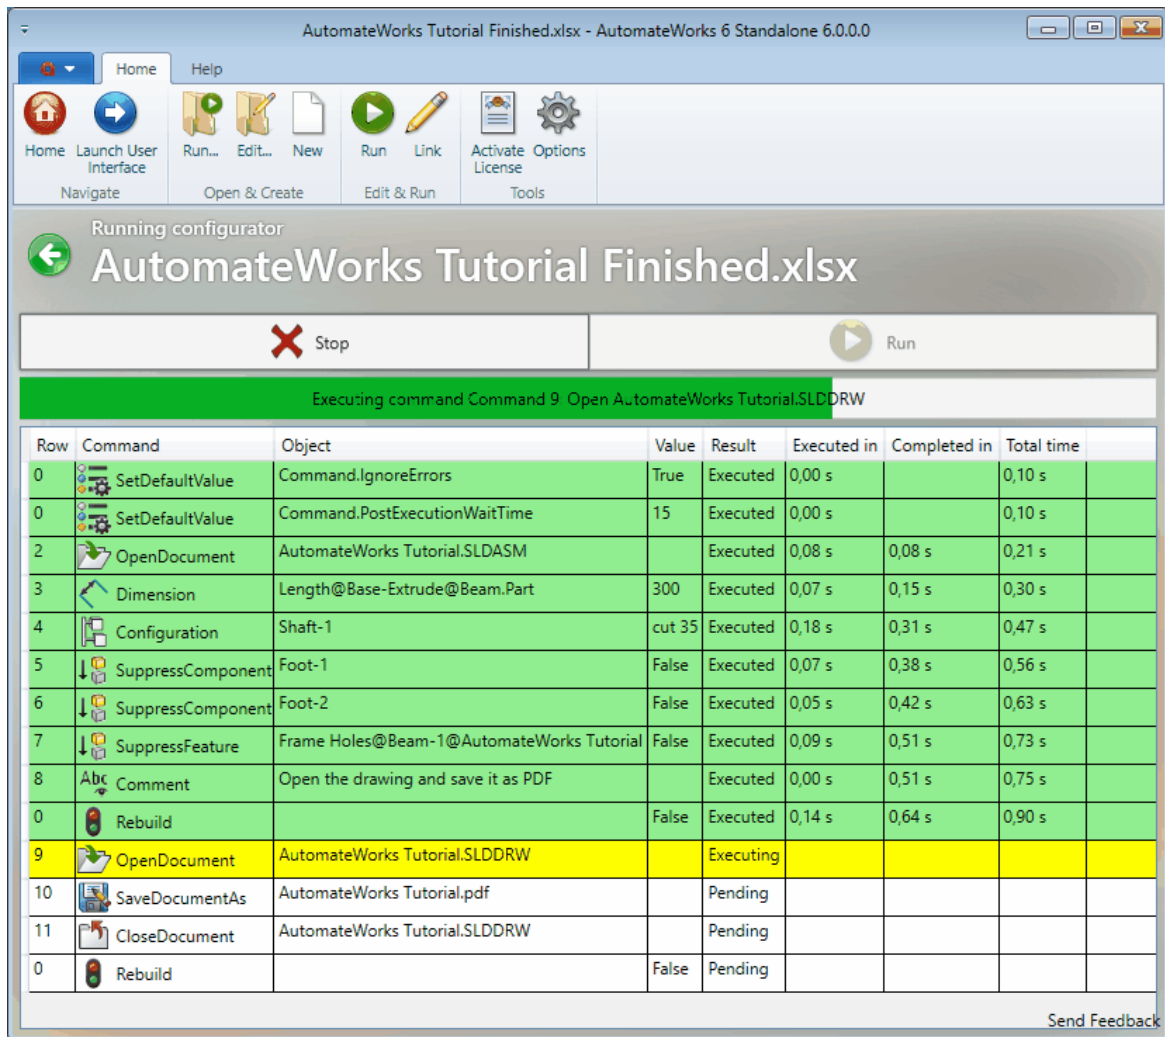 AutomateWorks Tutorial Finished.xlsx - AutomateWorks 6 Standalone 6.0.0.0
Home Help
Home Launch User Interface Run... Edit... New Run Link Activate License Options
Navigate Open & Create Edit & Run Tools
Running configurator
AutomateWorks Tutorial Finished.xlsx
Stop Run
Executing command Command 9: Open AutomateWorks Tutorial.SLDDRW
Row Command Object Value Result Executed in Completed in Total time
0 SetDefaultValue Command.IgnoreErrors True Executed 0,00 s 0,10 s
0 SetDefaultValue Command.PostExecutionWaitTime 15 Executed 0,00 s 0,10 s
2 OpenDocument AutomateWorks Tutorial.SLDASM Executed 0,08 s 0,08 s 0,21 s
3 Dimension Length@Base-Extrude@Beam.Part 300 Executed 0,07 s 0,15 s 0,30 s
4 Configuration Shaft-1 cut 35 Executed 0,18 s 0,31 s 0,47 s
5 SuppressComponent Foot-1 False Executed 0,07 s 0,38 s 0,56 s
6 SuppressComponent Foot-2 False Executed 0,05 s 0,42 s 0,63 s
7 SuppressFeature Frame Holes@Beam-1@AutomateWorks Tutorial False Executed 0,09 s 0,51 s 0,73 s
8 Abc Comment Open the drawing and save it as PDF Executed 0,00 s 0,51 s 0,75 s
0 Rebuild False Executed 0,14 s 0,64 s 0,90 s
9 OpenDocument AutomateWorks Tutorial.SLDDRW Executing
10 SaveDocumentAs AutomateWorks Tutorial.pdf Pending
11 CloseDocument AutomateWorks Tutorial.SLDDRW Pending
0 Rebuild False Pending
Send Feedback